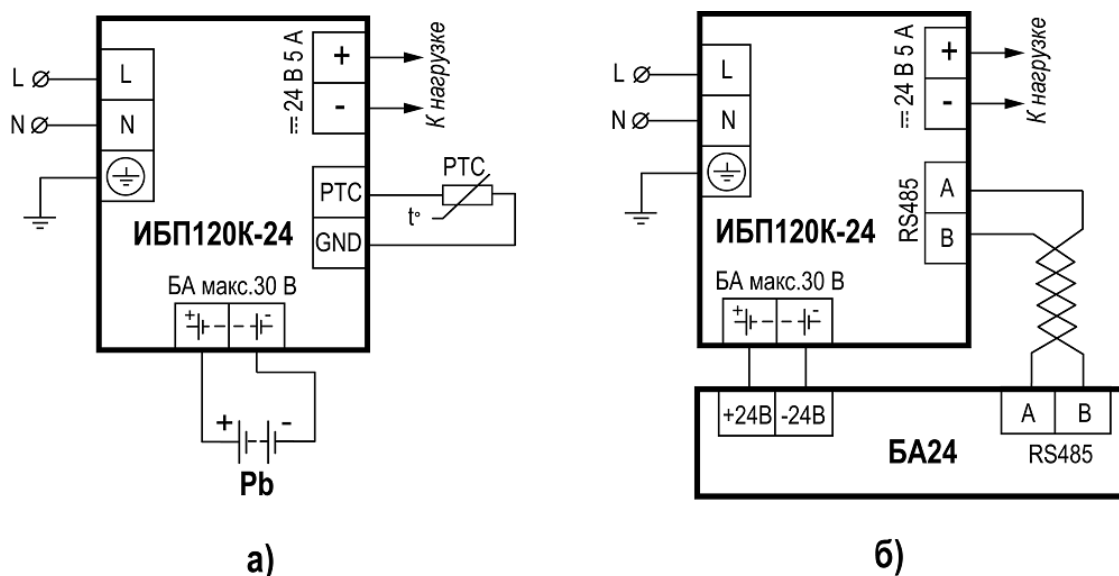 L
L
N
N
⎓ 24 В 5 А
+
-
К нагрузке
PTC
GND
PTC
t°
ИБП120К-24
БА макс.30 В
+
-
+
-
Pb
а)
L
L
N
N
⎓ 24 В 5 А
+
-
К нагрузке
RS485
A
B
ИБП120К-24
БА макс.30 В
+
-
+24В
-24В
A
B
БА24
RS485
б)